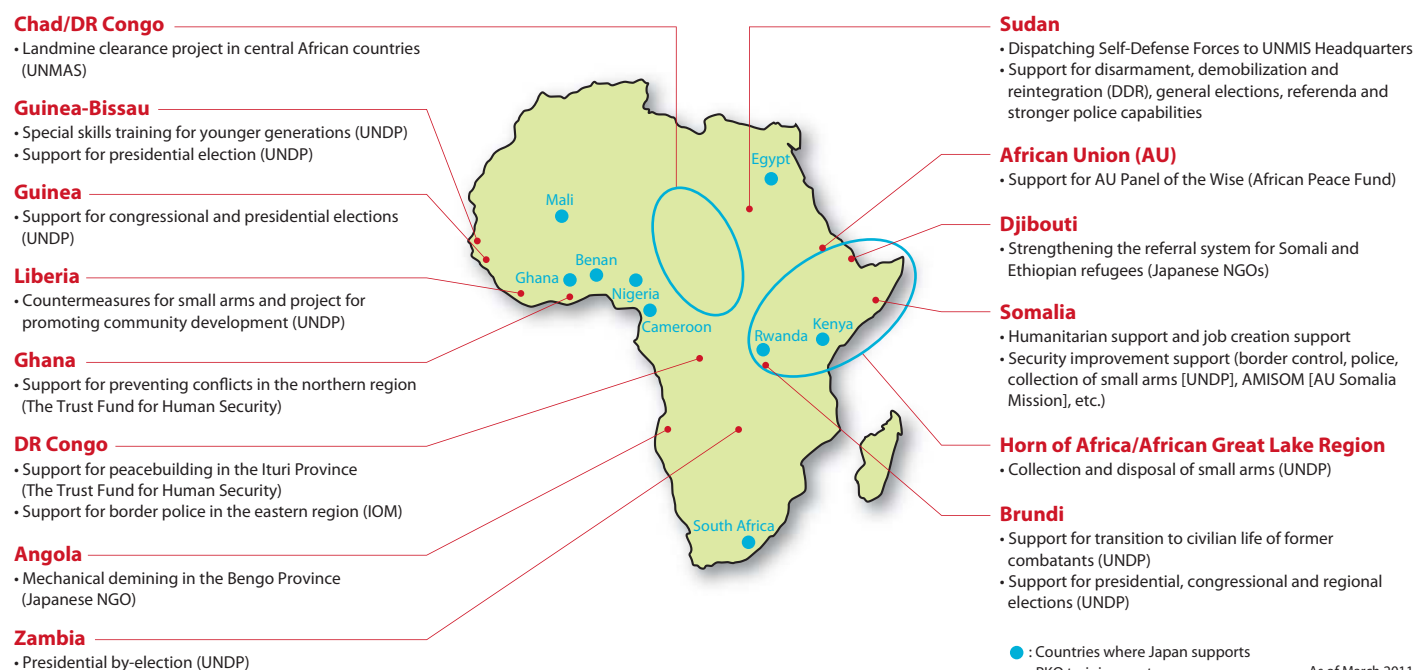 Chad/DR Congo
• Landmine clearance project in central African countries
(UNMAS)
Guinea-Bissau
• Special skills training for younger generations (UNDP)
• Support for presidential election (UNDP)
Guinea
• Support for congressional and presidential elections
(UNDP)
Liberia
• Countermeasures for small arms and project for
promoting community development (UNDP)
Ghana
• Support for preventing conflicts in the northern region
(The Trust Fund for Human Security)
DR Congo
• Support for peacebuilding in the Ituri Province
(The Trust Fund for Human Security)
• Support for border police in the eastern region (IOM)
Angola
• Mechanical demining in the Bengo Province
(Japanese NGO)
Zambia
• Presidential by-election (UNDP)
Egypt
Mali
Benan
Ghana
Nigeria
Cameroon
Rwanda
Kenya
South Africa
Sudan
• Dispatching Self-Defense Forces to UNMIS Headquarters
• Support for disarmament, demobilization and
reintegration (DDR), general elections, referenda and
stronger police capabilities
African Union (AU)
• Support for AU Panel of the Wise (African Peace Fund)
Djibouti
• Strengthening the referral system for Somali and
Ethiopian refugees (Japanese NGOs)
Somalia
• Humanitarian support and job creation support
• Security improvement support (border control, police,
collection of small arms [UNDP], AMISOM [AU Somalia
Mission], etc.)
Horn of Africa/African Great Lake Region
• Collection and disposal of small arms (UNDP)
Brundi
• Support for transition to civilian life of former
combatants (UNDP)
• Support for presidential, congressional and regional
elections (UNDP)
: Countries where Japan supports
As of March 2011